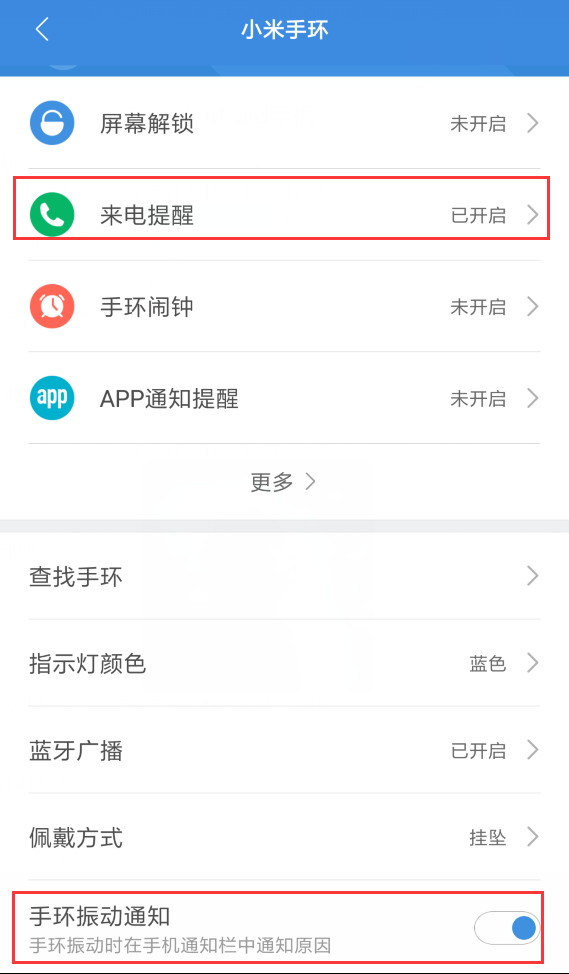 小米手环
屏幕解锁 未开启
来电提醒 已开启
手环闹钟 未开启
app APP通知提醒 未开启
更多
查找手环
指示灯颜色 蓝色
蓝牙广播 已开启
佩戴方式 挂坠
手环振动通知
手环振动时在手机通知栏中通知原因